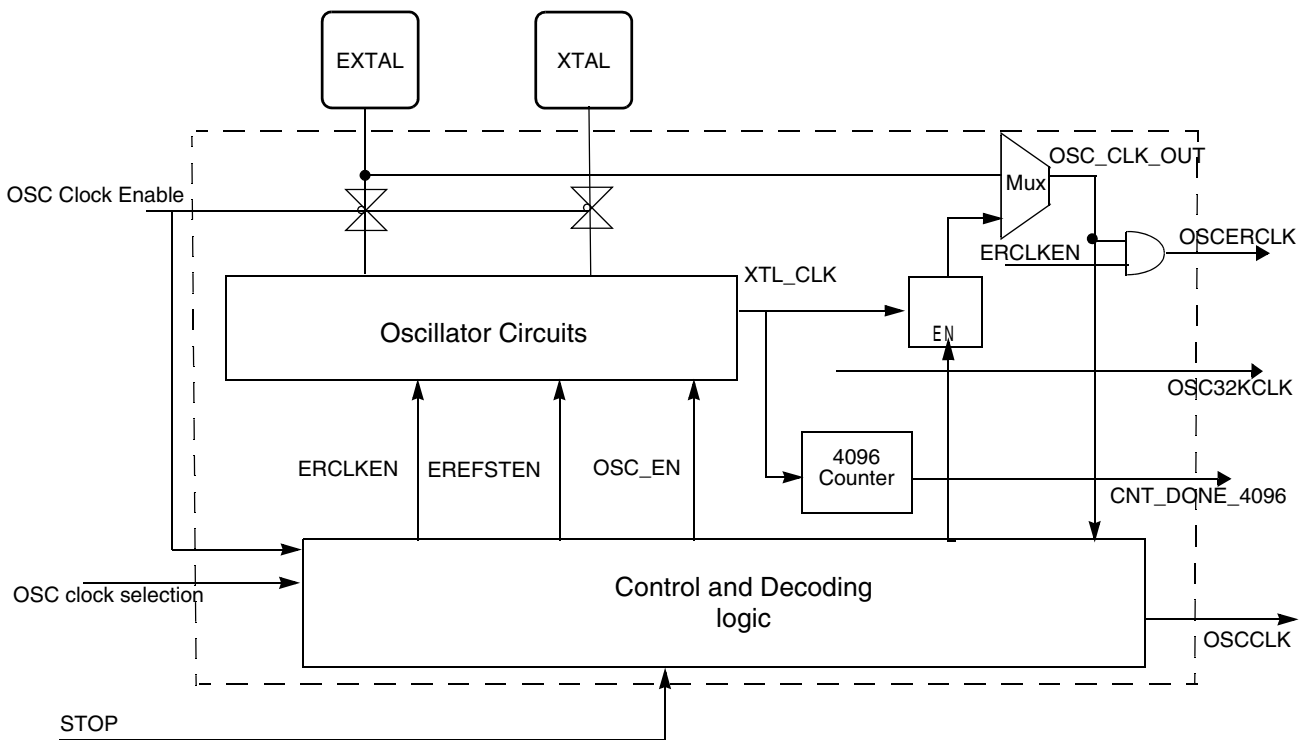 EXTAL
XTAL
OSC_CLK_OUT
Mux
OSC Clock Enable
OSCERCLK
ERCLKEN
XTL_CLK
Oscillator Circuits
EN
OSC32KCLK
ERCLKEN
EREFSTEN
OSC_EN
4096
Counter
CNT_DONE_4096
Control and Decoding
logic
OSC clock selection
OSCCLK
STOP